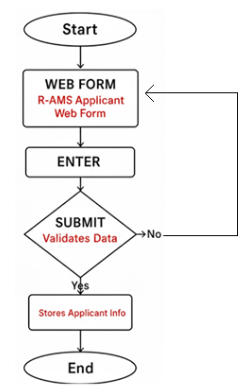 Start
WEB FORM
R-AMS Applicant
Web Form
ENTER
SUBMIT
Validates Data
No
Yes
Stores Applicant Info
End